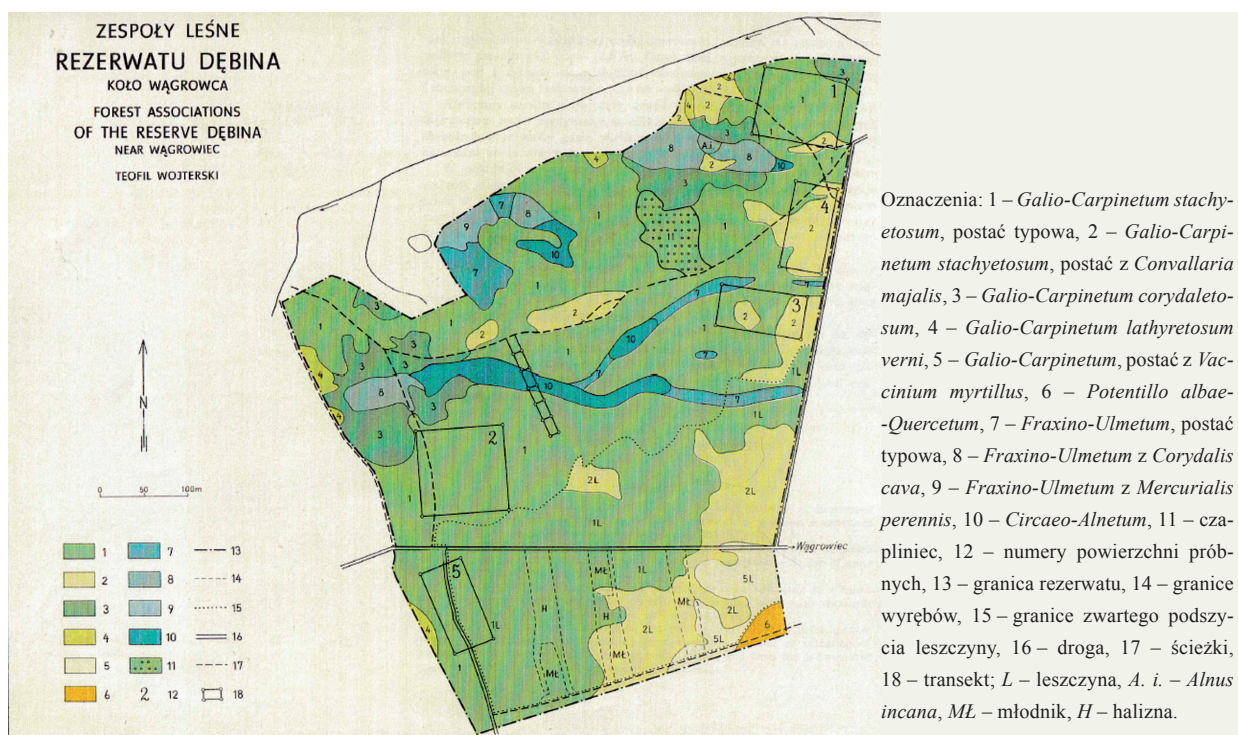 ZESPOŁY LEŚNE
REZERWATU DĘBINA
KOŁO WĄGROWCA
FOREST ASSOCIATIONS
OF THE RESERVE DĘBINA
NEAR WĄGROWIEC
TEOFIL WOJTERSKI
N
0 50 100m
Wągrowiec
1 7 13
2 8 14
3 9 15
4 10 16
5 11 17
6 2 12 18
Oznaczenia: 1 – Galio-Carpinetum stachy-
etosum, postać typowa, 2 – Galio-Carpi-
netum stachyetosum, postać z Convallaria
majalis, 3 – Galio-Carpinetum corydaleto-
sum, 4 – Galio-Carpinetum lathyretosum
verni, 5 – Galio-Carpinetum, postać z Vac-
cinium myrtillus, 6 – Potentillo albae-
-Quercetum, 7 – Fraxino-Ulmetum, postać
typowa, 8 – Fraxino-Ulmetum z Corydalis
cava, 9 – Fraxino-Ulmetum z Mercurialis
perennis, 10 – Circaeo-Alnetum, 11 – cza-
pliniec, 12 – numery powierzchni prób-
nych, 13 – granica rezerwatu, 14 – granice
wyrębów, 15 – granice zwartego podszy-
cia leszczyny, 16 – droga, 17 – ścieżki,
18 – transekt; L – leszczyna, A. i. – Alnus
incana, MŁ – młodnik, H – halizna.